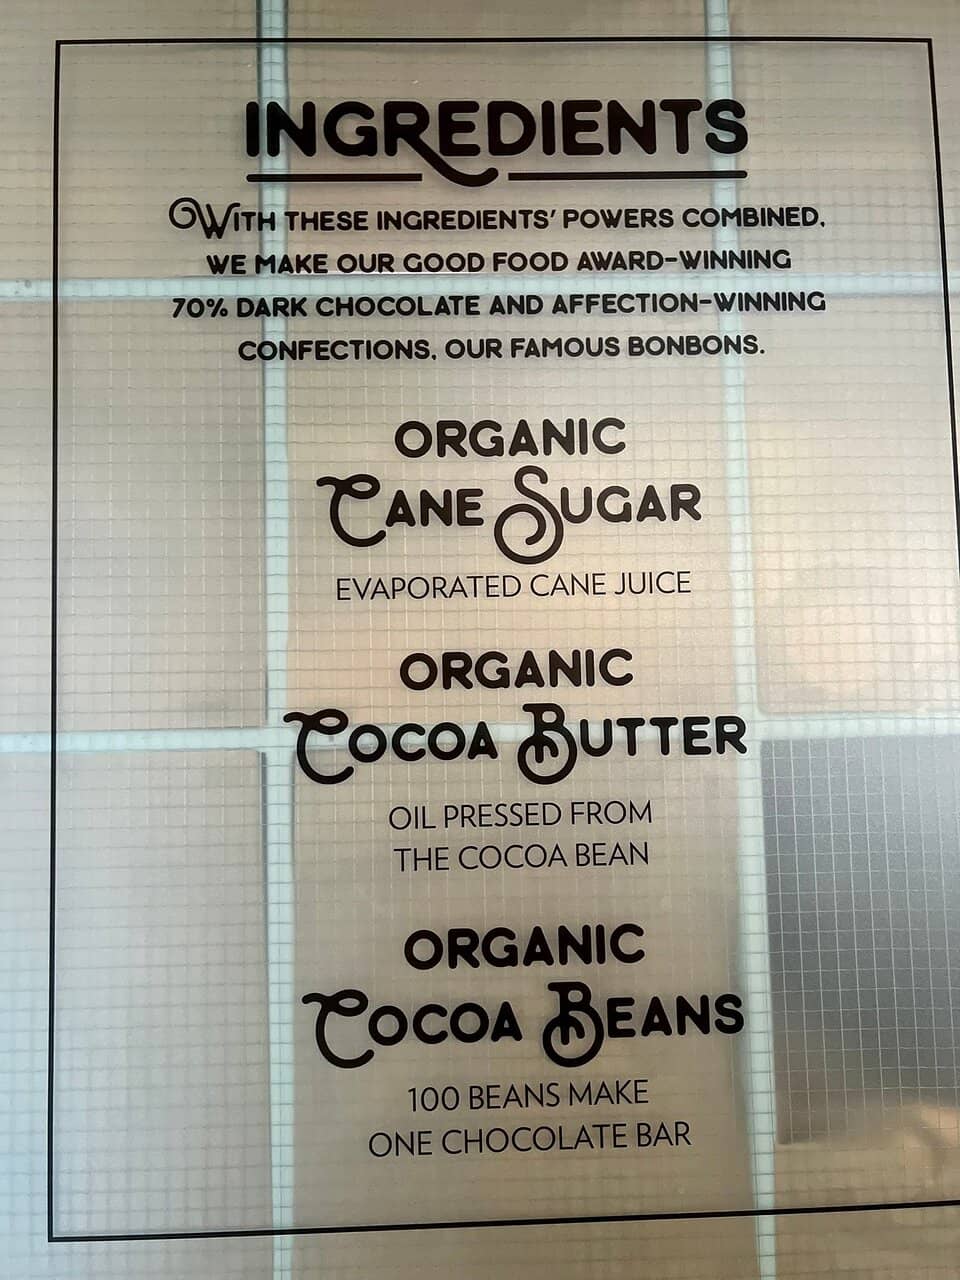 INGREDIENTS
WITH THESE INGREDIENTS' POWERS COMBINED,
WE MAKE OUR GOOD FOOD AWARD-WINNING
70% DARK CHOCOLATE AND AFFECTION-WINNING
CONFECTIONS, OUR FAMOUS BONBONS.
ORGANIC
CANE SUGAR
EVAPORATED CANE JUICE
ORGANIC
COCOA BUTTER
OIL PRESSED FROM
THE COCOA BEAN
ORGANIC
COCOA BEANS
100 BEANS MAKE
ONE CHOCOLATE BAR